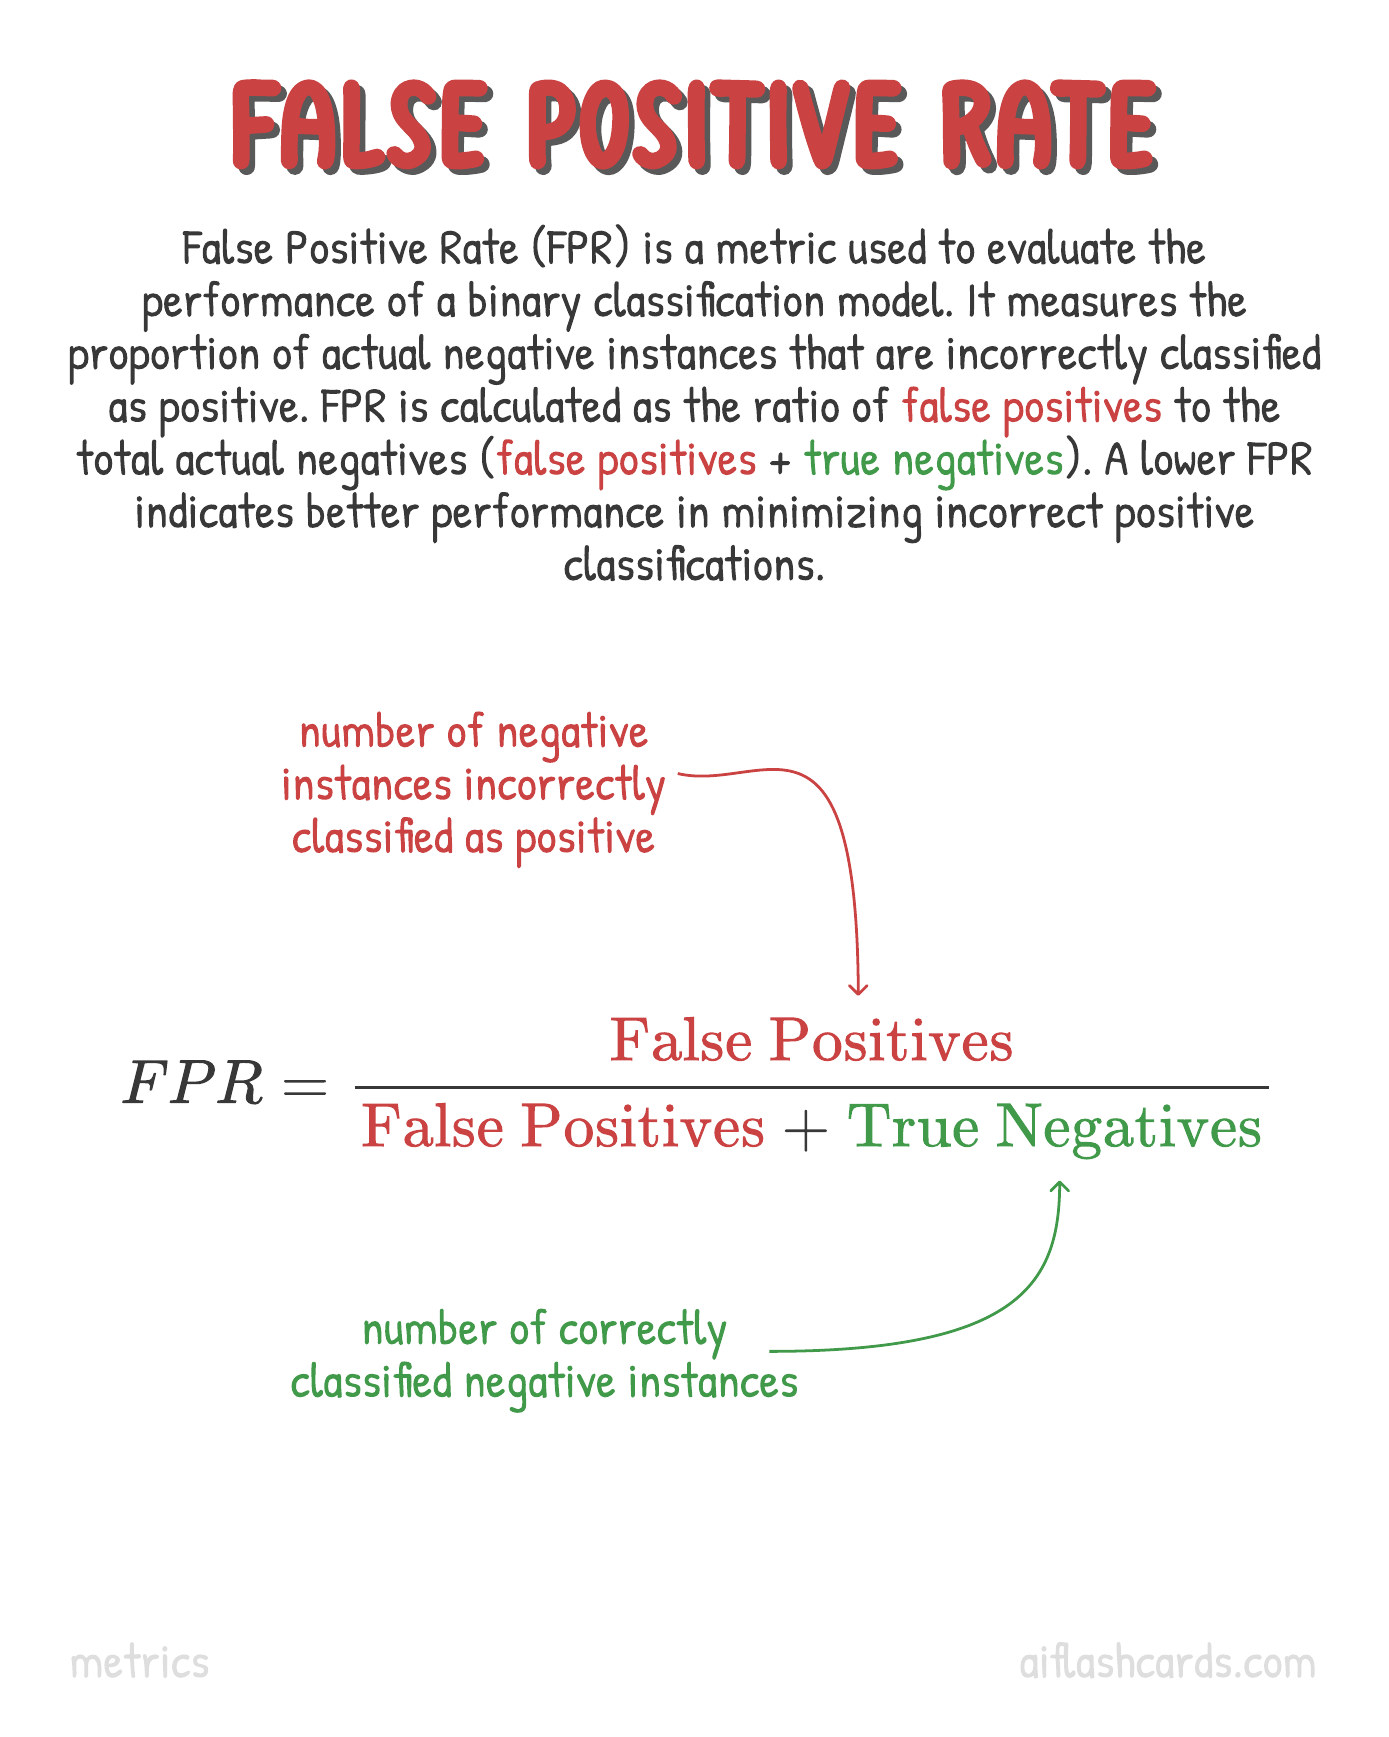 FALSE POSITIVE RATE
False Positive Rate (FPR) is a metric used to evaluate the
performance of a binary classification model. It measures the
proportion of actual negative instances that are incorrectly classified
as positive. FPR is calculated as the ratio of false positives to the
total actual negatives (false positives + true negatives). A lower FPR
indicates better performance in minimizing incorrect positive
classifications.
number of negative
instances incorrectly
classified as positive
False Positives
FPR =
False Positives + True Negatives
number of correctly
classified negative instances
metrics
aiflashcards.com